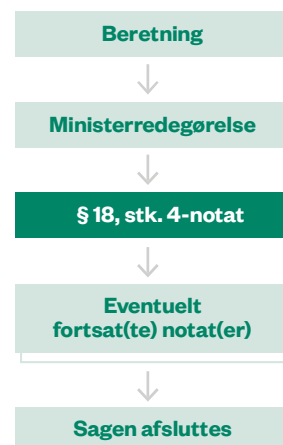 Beretning
Ministerredegørelse
§ 18, stk. 4-notat
Eventuelt
fortsat(te) notat(er)
Sagen afsluttes